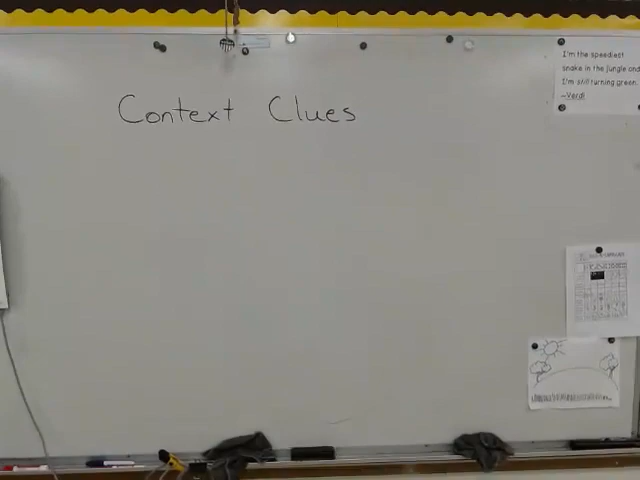 Context Clues
I'm the speediest
snake in the jungle and
I'm still turning green.
—Verdi